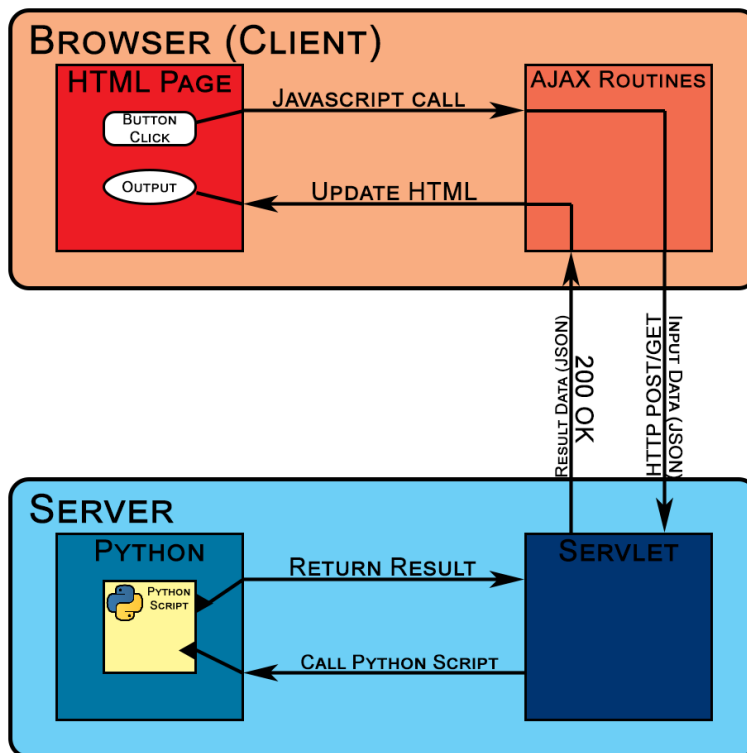 Browser (Client)
HTML Page
AJAX Routines
Javascript call
Button
Click
Output
Update HTML
Result Data (JSON)
200 OK
HTTP POST/GET
Input Data (JSON)
Server
Python
Servlet
Return Result
Python
Script
Call Python Script